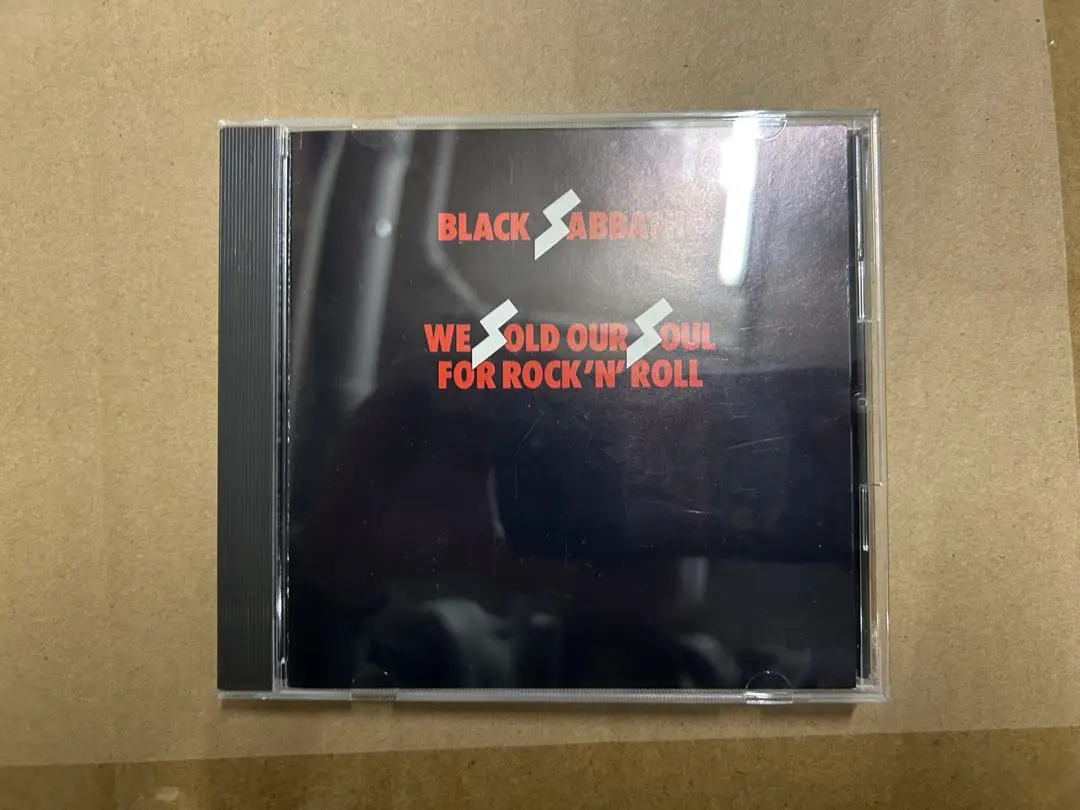 BLACK SABBATH
WE SOLD OUR SOUL
FOR ROCK 'N' ROLL